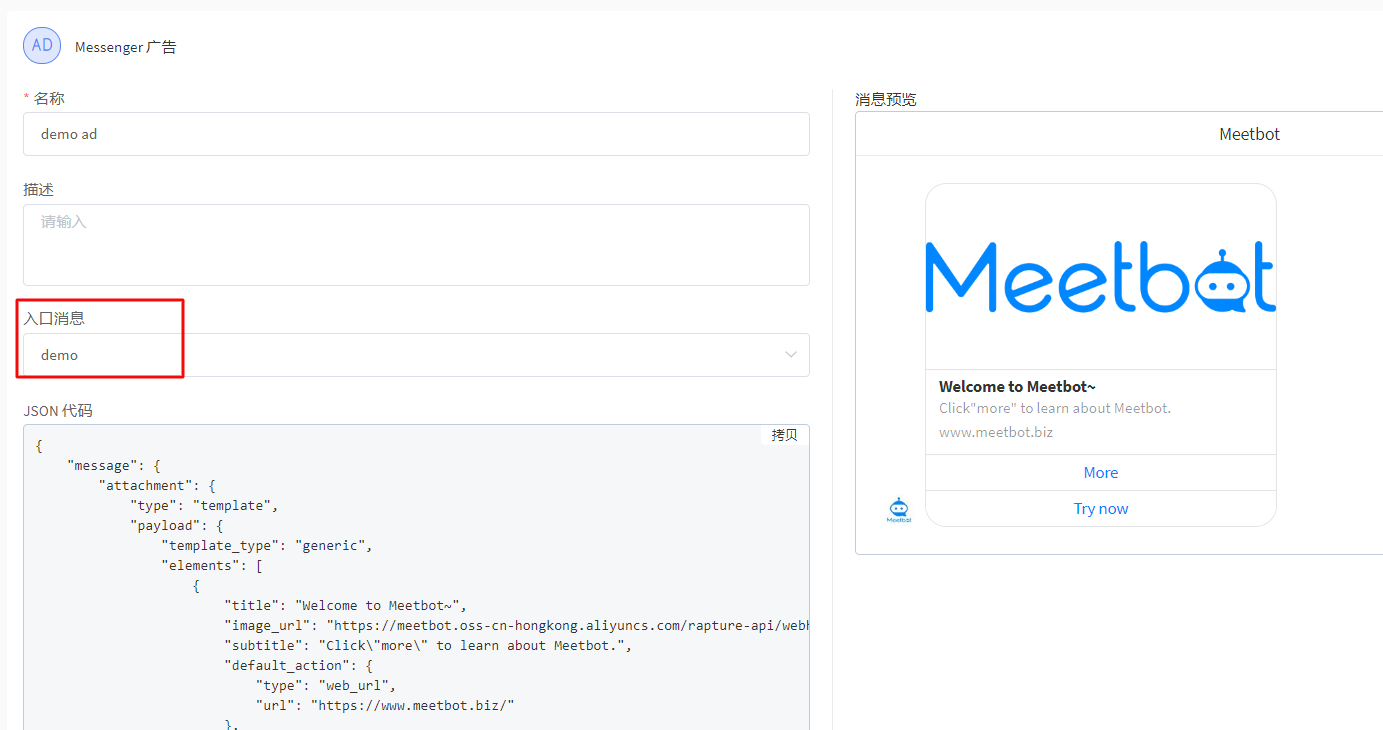 AD Messenger 广告
* 名称
demo ad
描述
请输入
入口消息
demo
JSON 代码
拷贝
{
"message": {
"attachment": {
"type": "template",
"payload": {
"template_type": "generic",
"elements": [
{
"title": "Welcome to Meetbot~",
"image_url": "https://meetbot.oss-cn-hongkong.aliyuncs.com/rapture-api/webh
"subtitle": "Click\"more\" to learn about Meetbot.",
"default_action": {
"type": "web_url",
"url": "https://www.meetbot.biz/"
},
消息预览
Meetbot
Meetbot
Welcome to Meetbot~
Click"more" to learn about Meetbot.
www.meetbot.biz
More
Try now
Meetbot